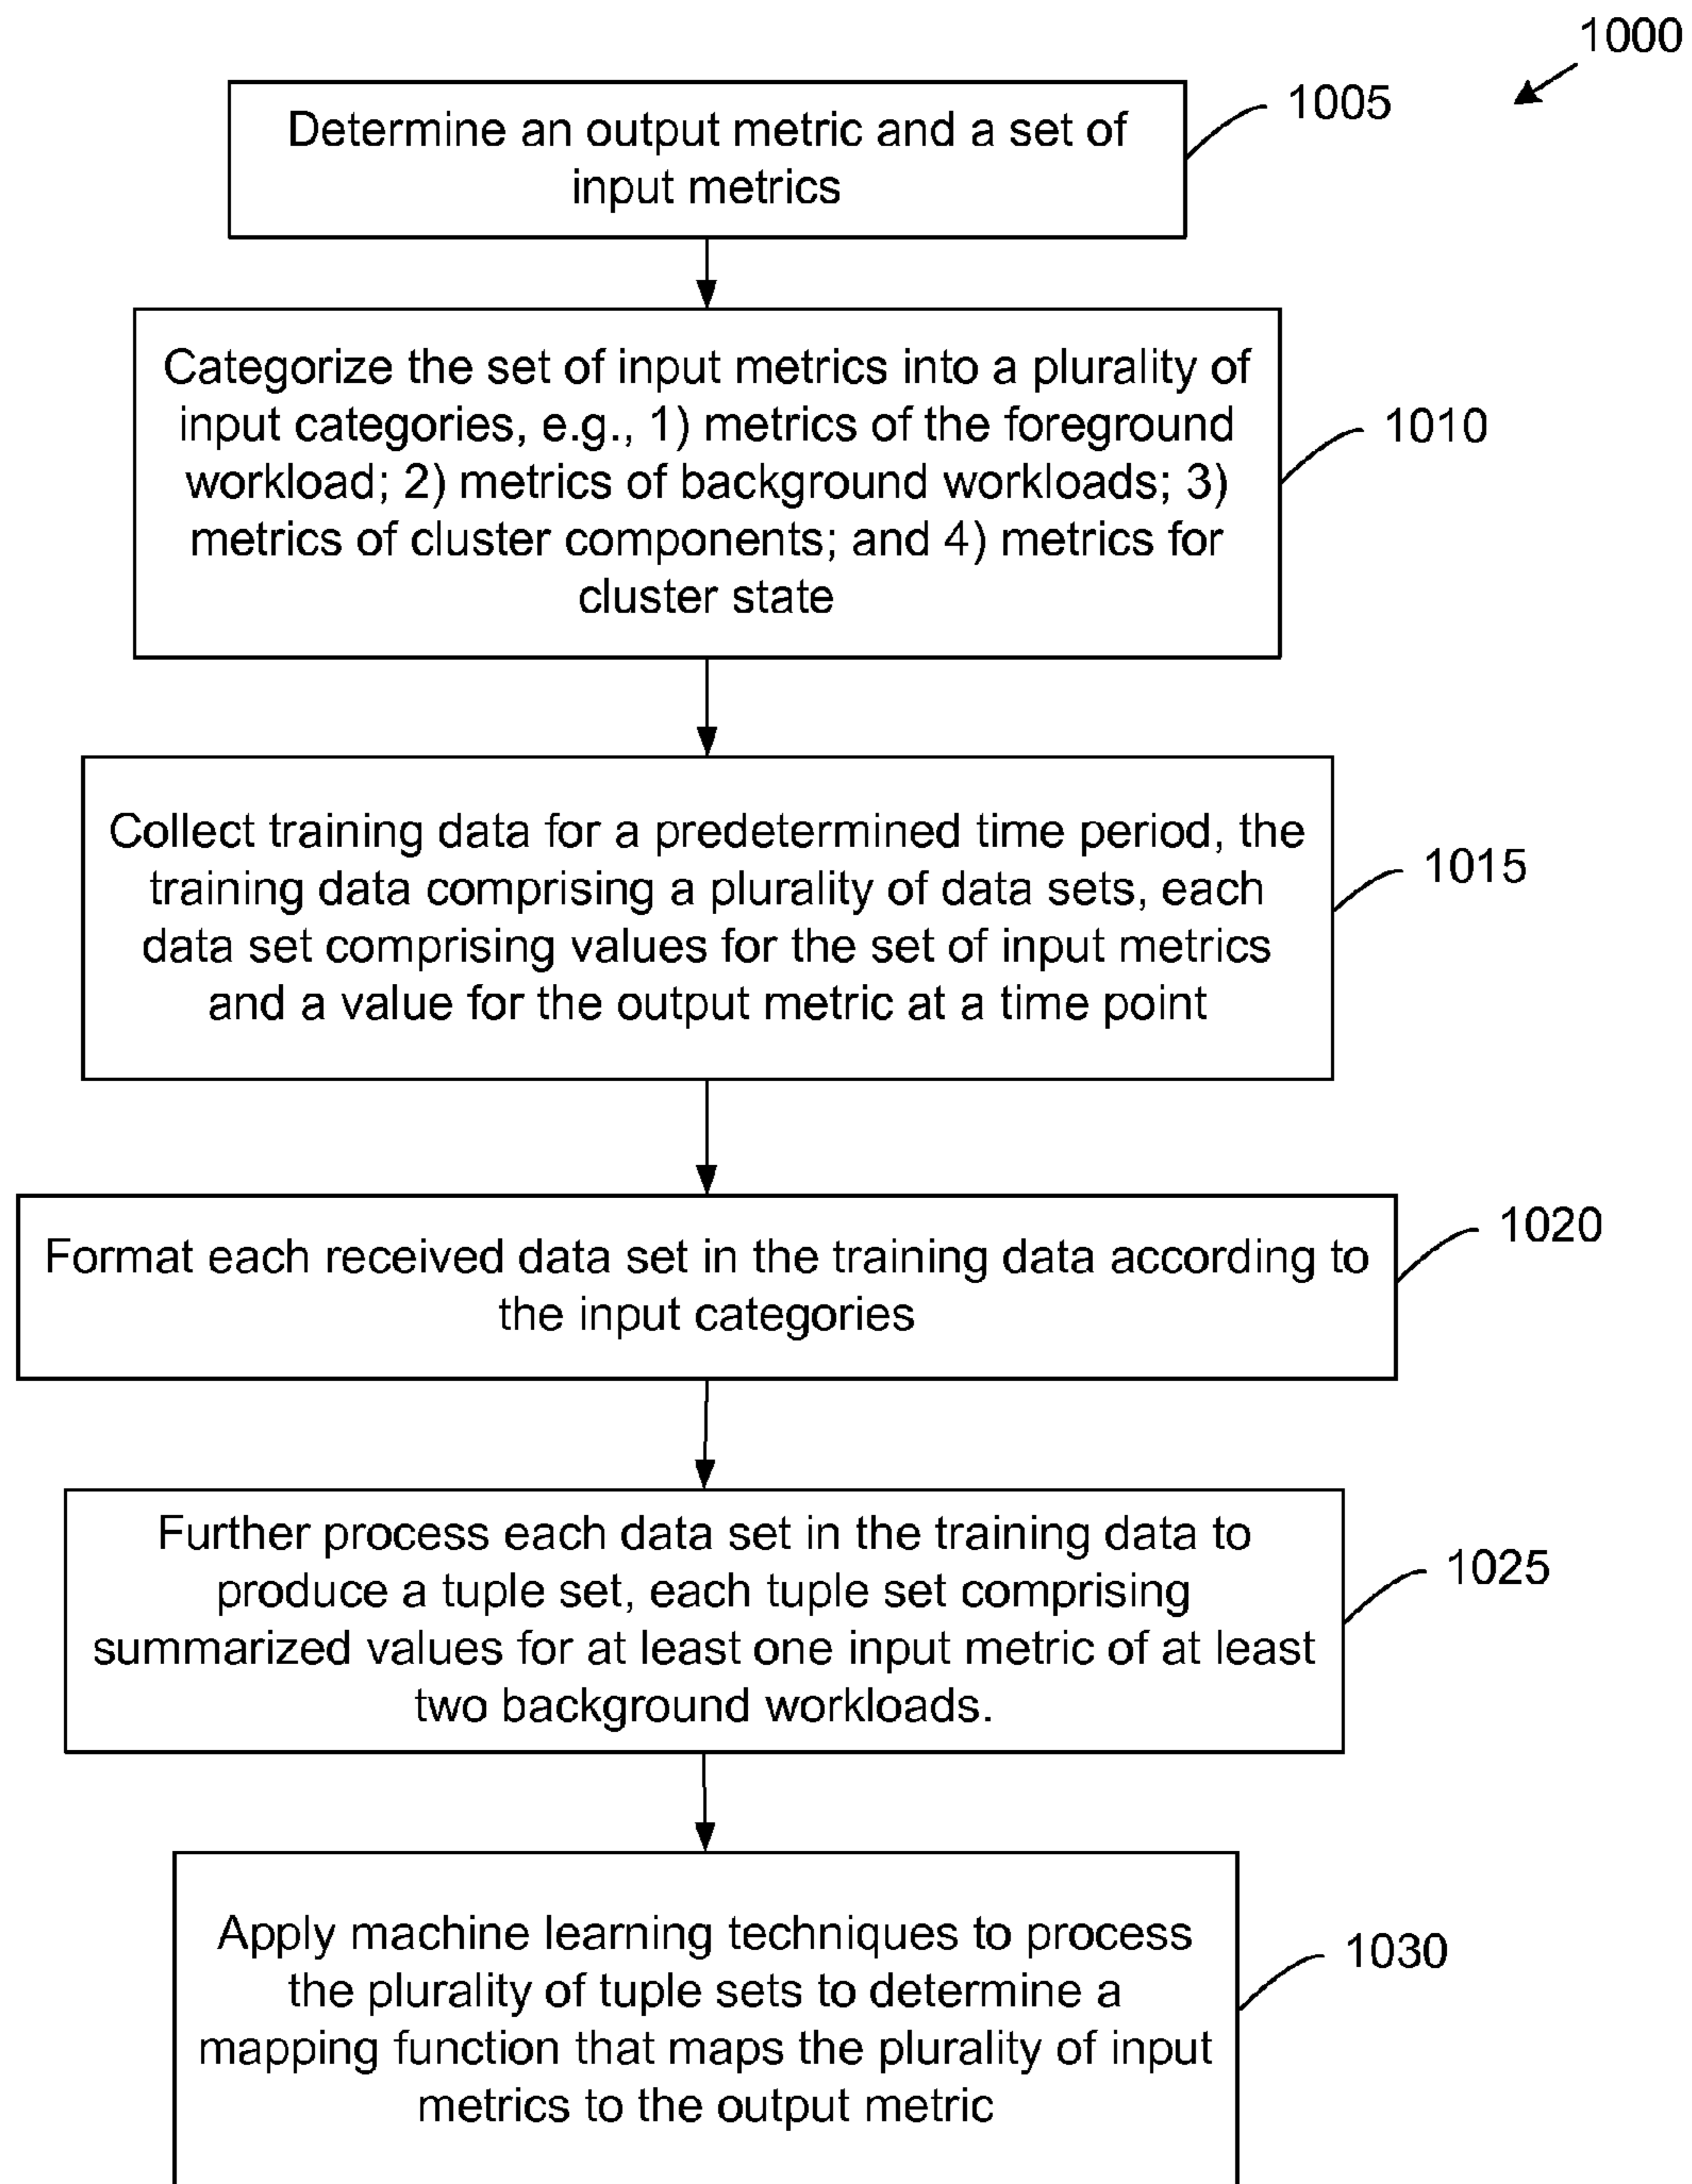 1000
Determine an output metric and a set of
input metrics
1005
Categorize the set of input metrics into a plurality of
input categories, e.g., 1) metrics of the foreground
workload; 2) metrics of background workloads; 3)
metrics of cluster components; and 4) metrics for
cluster state
1010
Collect training data for a predetermined time period, the
training data comprising a plurality of data sets, each
data set comprising values for the set of input metrics
and a value for the output metric at a time point
1015
Format each received data set in the training data according to
the input categories
1020
Further process each data set in the training data to
produce a tuple set, each tuple set comprising
summarized values for at least one input metric of at least
two background workloads.
1025
Apply machine learning techniques to process
the plurality of tuple sets to determine a
mapping function that maps the plurality of input
metrics to the output metric
1030